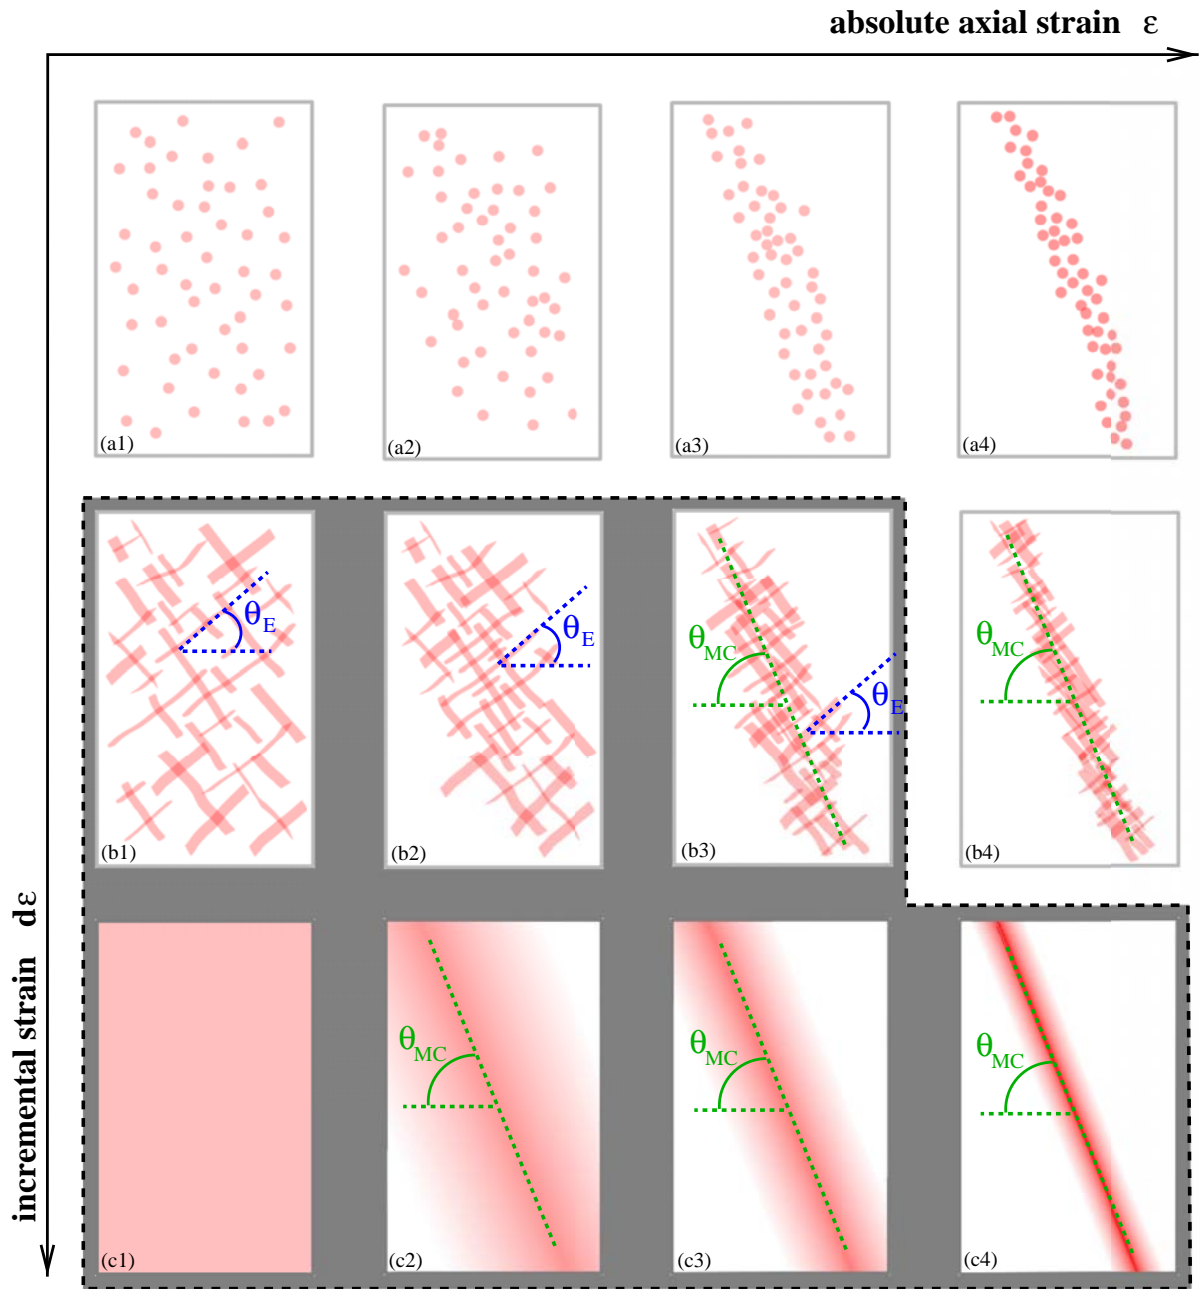 absolute axial strain ε
(a1)
(a2)
(a3)
(a4)
θE
θE
θMC
θE
θMC
(b1)
(b2)
(b3)
(b4)
incremental strain dε
θMC
θMC
θMC
(c1)
(c2)
(c3)
(c4)